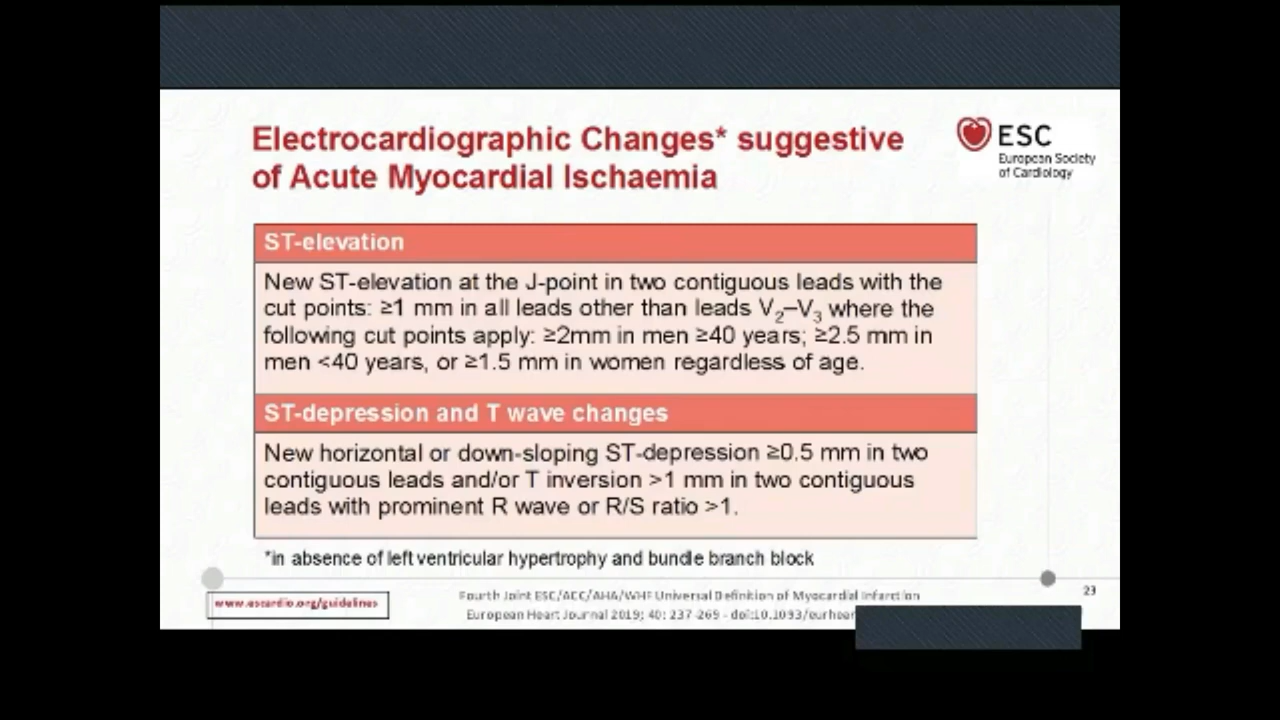 Electrocardiographic Changes* suggestive
of Acute Myocardial Ischaemia
ESC
European Society
of Cardiology
ST-elevation
New ST-elevation at the J-point in two contiguous leads with the
cut points: ≥1 mm in all leads other than leads V₂–V₃ where the
following cut points apply: ≥2mm in men ≥40 years; ≥2.5 mm in
men <40 years, or ≥1.5 mm in women regardless of age.
ST-depression and T wave changes
New horizontal or down-sloping ST-depression ≥0.5 mm in two
contiguous leads and/or T inversion >1 mm in two contiguous
leads with prominent R wave or R/S ratio >1.
*in absence of left ventricular hypertrophy and bundle branch block
www.escardio.org/guidelines
Fourth Joint ESC/ACC/AHA/WHF Universal Definition of Myocardial Infarction
European Heart Journal 2019; 40: 237-269 - doi:10.1093/eurhear
23